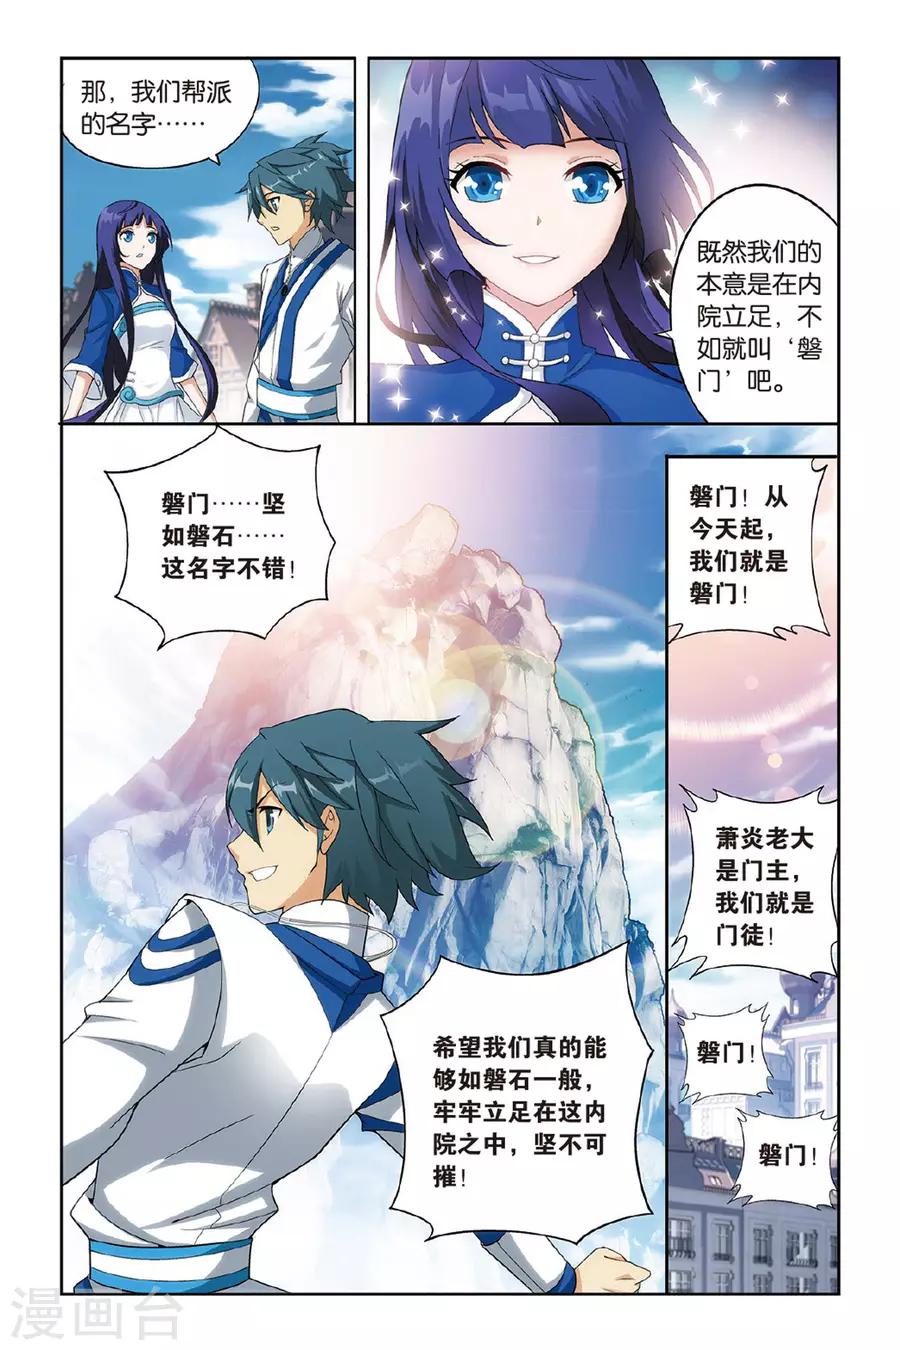 那，我们帮派
的名字……
既然我们的
本意是在内
院立足，不
如就叫‘磐
门’吧。
磐门……坚
如磐石……
这名字不错！
磐门！从
今天起，
我们就是
磐门！
萧炎老大
是门主，
我们就是
门徒！
磐门！
磐门！
希望我们真的能
够如磐石一般，
牢牢立足在这内
院之中，坚不可
摧！
漫画台